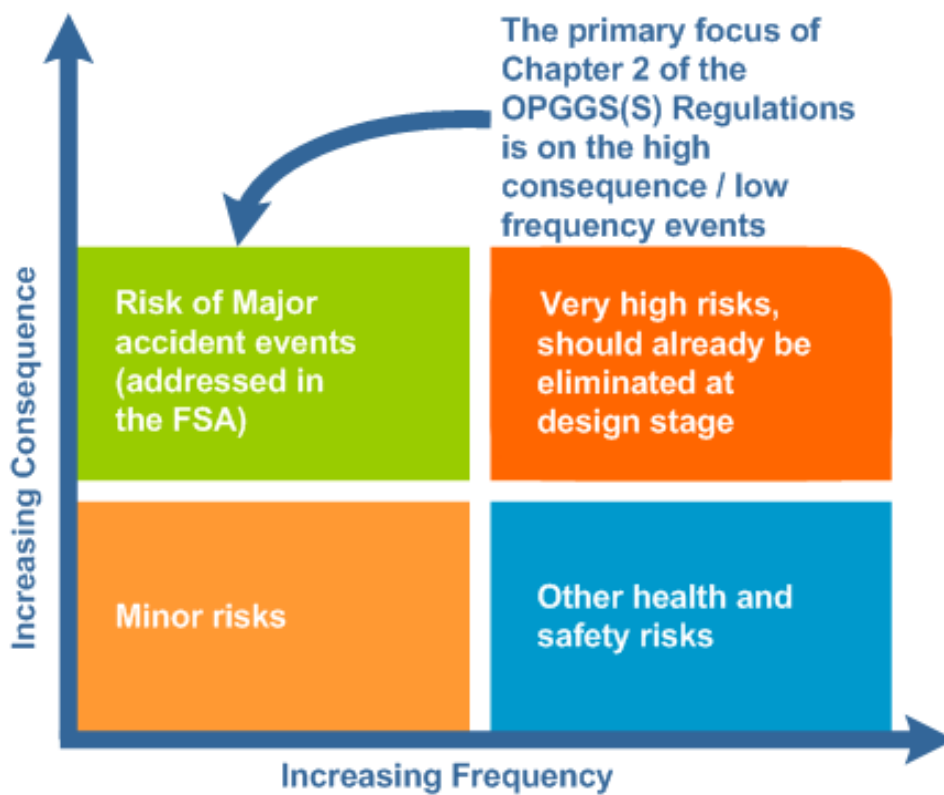 The primary focus of
Chapter 2 of the
OPGGS(S) Regulations
is on the high
consequence / low
frequency events
Increasing Consequence
Risk of Major
accident events
(addressed in
the FSA)
Very high risks,
should already be
eliminated at
design stage
Minor risks
Other health and
safety risks
Increasing Frequency